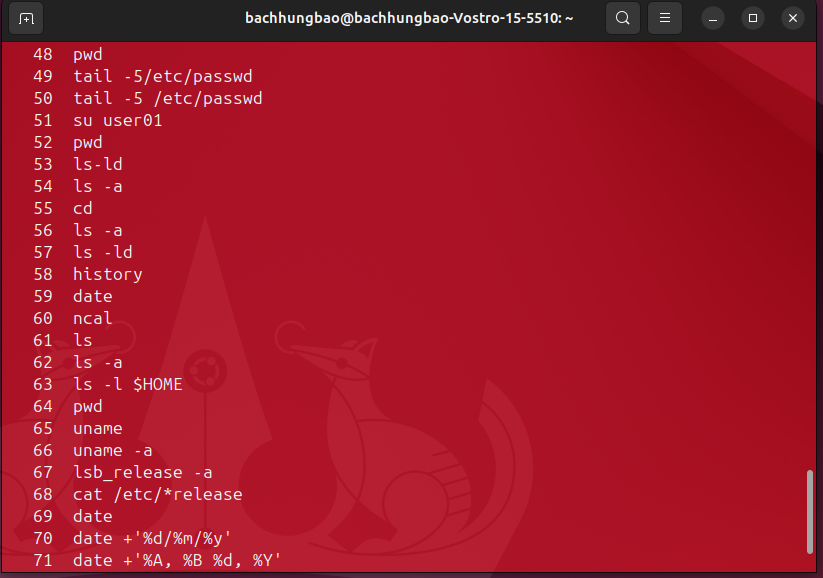 bachhungbao@bachhungbao-Vostro-15-5510: ~
48 pwd
49 tail -5/etc/passwd
50 tail -5 /etc/passwd
51 su user01
52 pwd
53 ls-ld
54 ls -a
55 cd
56 ls -a
57 ls -ld
58 history
59 date
60 ncal
61 ls
62 ls -a
63 ls -l $HOME
64 pwd
65 uname
66 uname -a
67 lsb_release -a
68 cat /etc/*release
69 date
70 date +'%d/%m/%y'
71 date +'%A, %B %d, %Y'